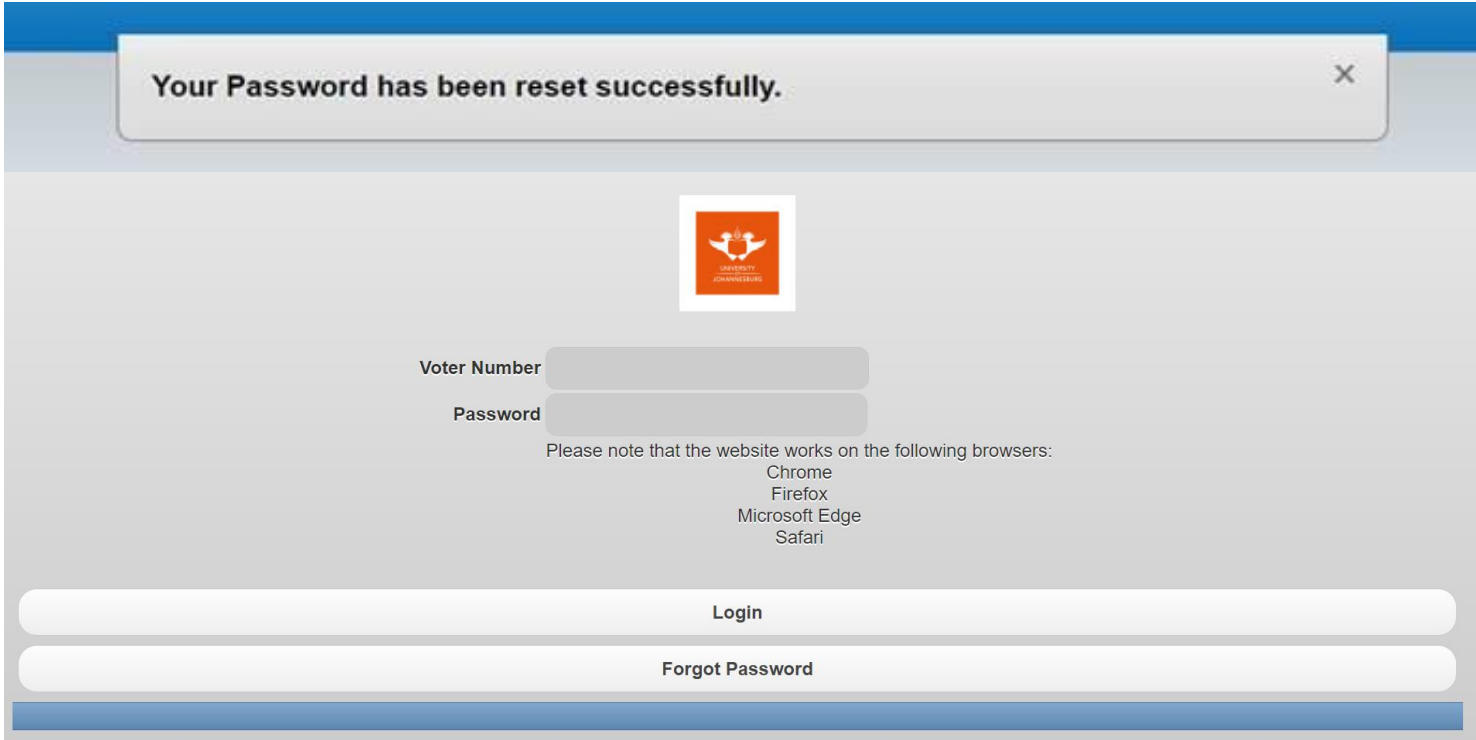 Your Password has been reset successfully.
×
UNIVERSITY
OF
JOHANNESBURG
Voter Number
Password
Please note that the website works on the following browsers:
Chrome
Firefox
Microsoft Edge
Safari
Login
Forgot Password